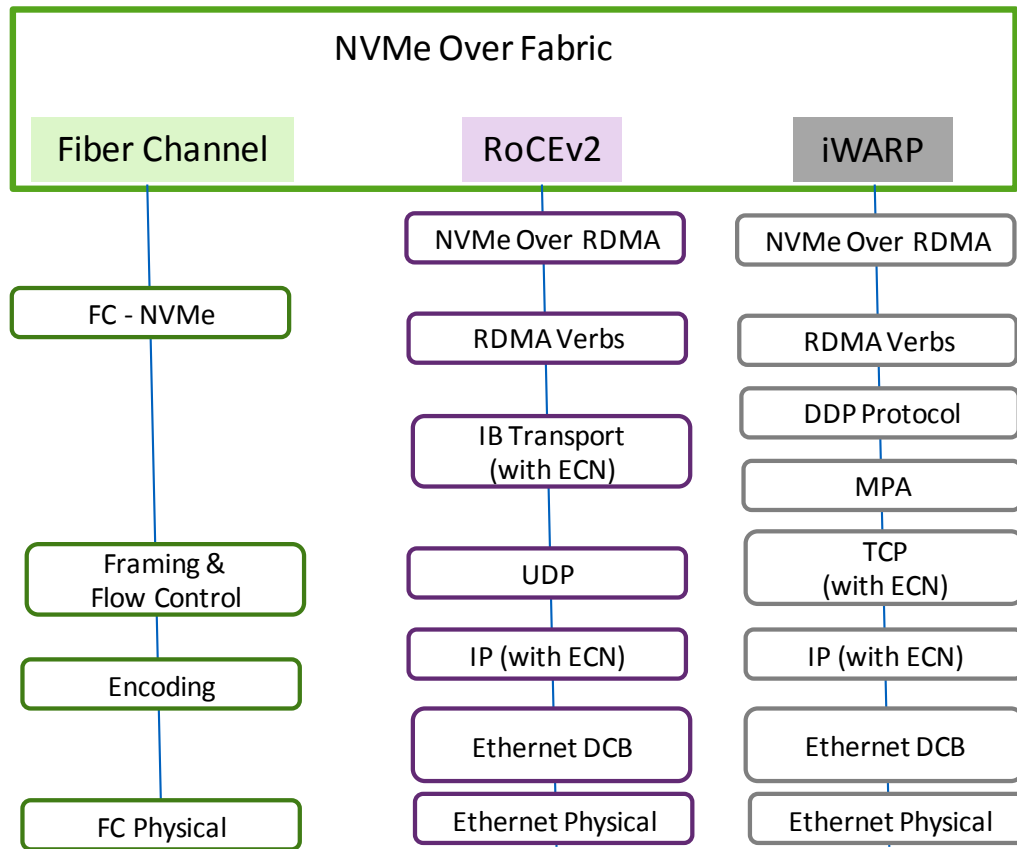 NVMe Over Fabric
Fiber Channel
RoCEv2
iWARP
FC - NVMe
Framing &
Flow Control
Encoding
FC Physical
NVMe Over RDMA
RDMA Verbs
IB Transport
(with ECN)
UDP
IP (with ECN)
Ethernet DCB
Ethernet Physical
NVMe Over RDMA
RDMA Verbs
DDP Protocol
MPA
TCP
(with ECN)
IP (with ECN)
Ethernet DCB
Ethernet Physical